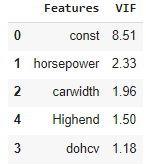 Features VIF
0 const 8.51
1 horsepower 2.33
2 carwidth 1.96
4 Highend 1.50
3 dohcv 1.18